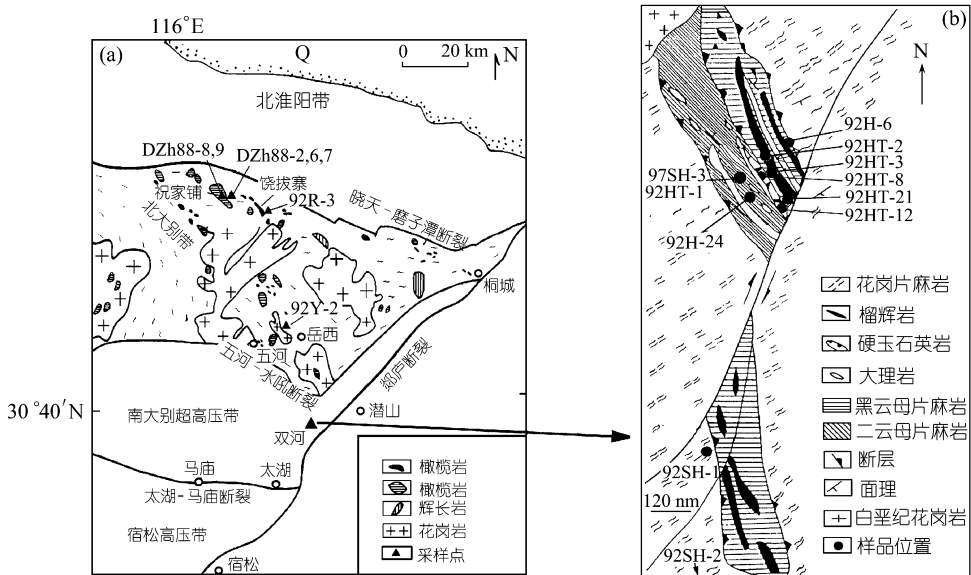 116°E
(a)
Q
0 20 km
N
北淮阳带
DZh88-8,9
DZh88-2,6,7
祝家铺
饶拔寨
92R-3
北大别带
晓天-磨子潭断裂
桐城
92Y-2
岳西
五河
五河-水吼断裂
郯庐断裂
30°40′N
南大别超高压带
潜山
双河
马庙
太湖
太湖-马庙断裂
宿松高压带
宿松
橄榄岩
橄榄岩
辉长岩
花岗岩
采样点
(b)
N
92H-6
92HT-2
92HT-3
97SH-3
92HT-8
92HT-1
92HT-21
92HT-12
92H-24
花岗片麻岩
榴辉岩
硬玉石英岩
大理岩
黑云母片麻岩
二云母片麻岩
断层
面理
白垩纪花岗岩
样品位置
92SH-1
120 nm
92SH-2